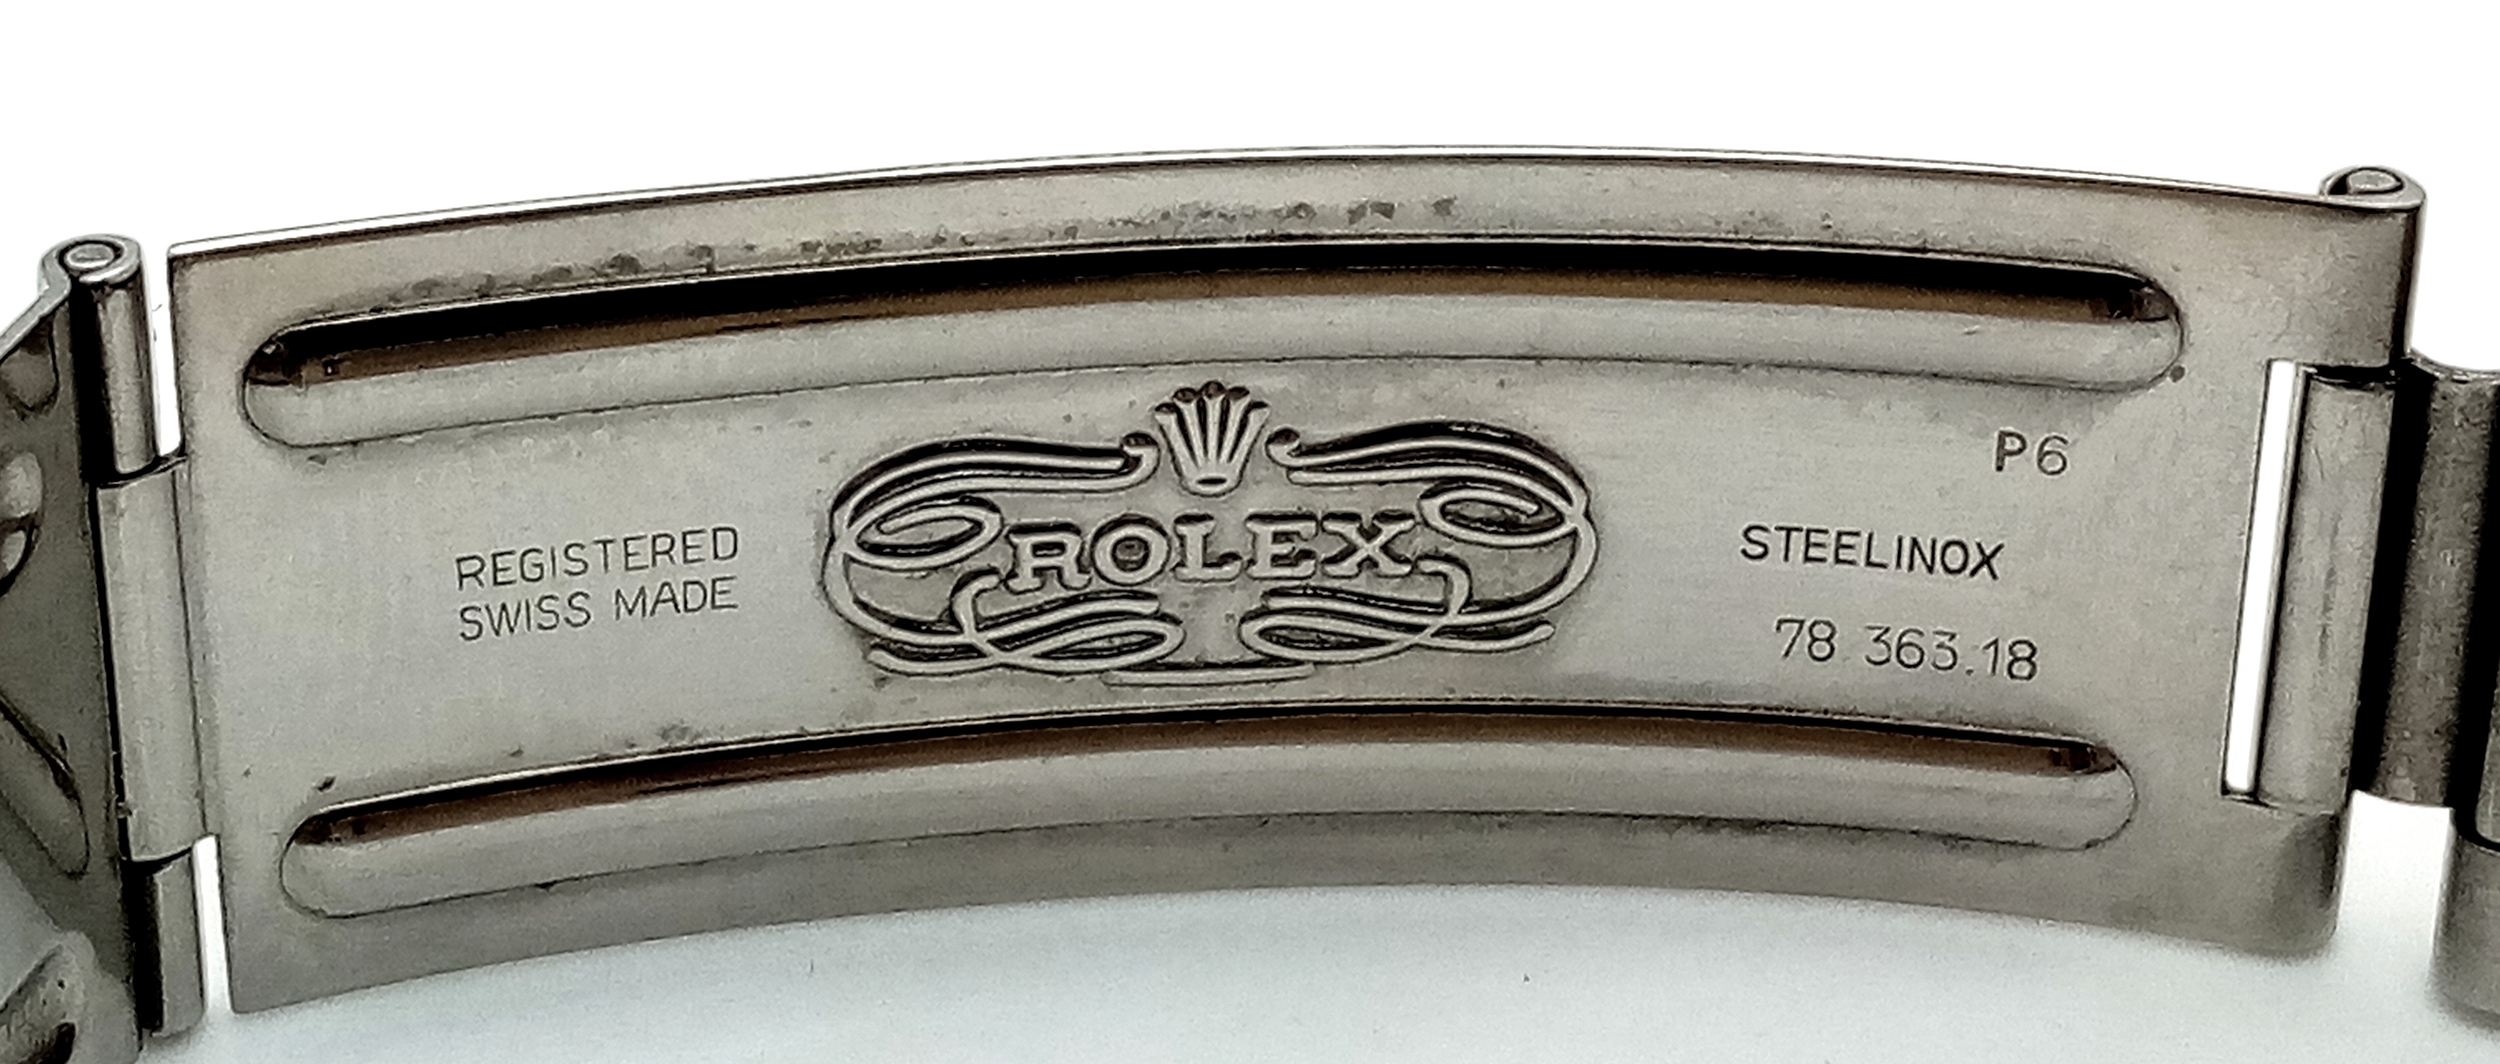 REGISTERED
SWISS MADE
ROLEX
P6
STEELINOX
78 363.18